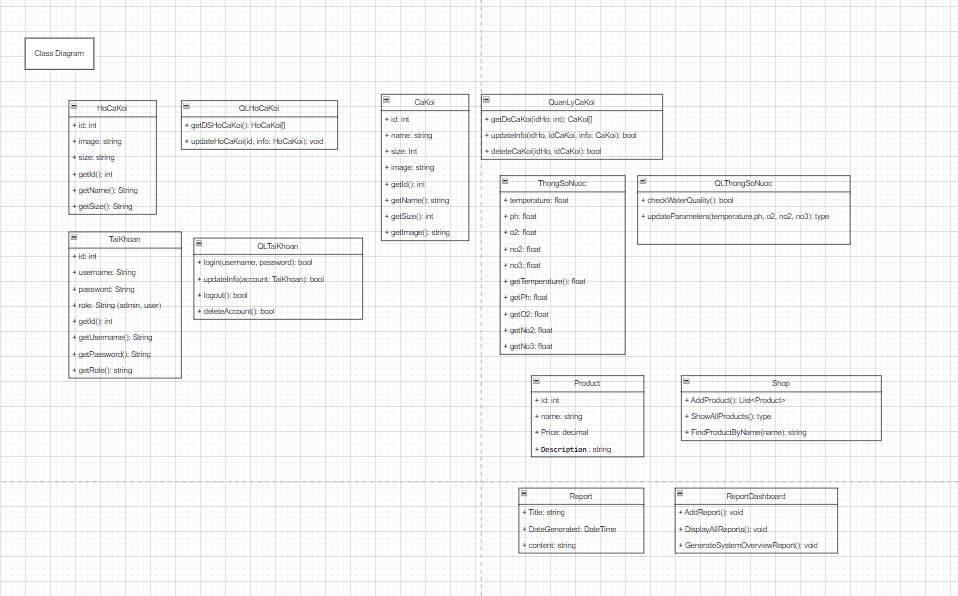 Class Diagram
HoCaKoi
+ id: int
+ image: string
+ size: string
+ getId(): int
+ getName(): String
+ getSize(): String
QLHoCaKoi
+ getDSHoCaKoi(): HoCaKoi[]
+ updateHoCaKoi(id, info: HoCaKoi): void
CaKoi
+ id: int
+ name: string
+ size: Int
+ image: string
+ getId(): int
+ getName(): string
+ getSize(): int
+ getImage(): string
QuanLyCaKoi
+ getDsCaKoi(idHo: int): CaKoi[]
+ updateInfo(idHo, idCaKoi, info: CaKoi): bool
+ deleteCaKoi(idHo, idCaKoi): bool
ThongSoNuoc
+ temperature: float
+ ph: float
+ o2: float
+ no2: float
+ no3: float
+ getTemperature(): float
+ getPh: float
+ getO2: float
+ getNo2: float
+ getNo3: float
QLThongSoNuoc
+ checkWaterQuality(): bool
+ updateParameters(temperature,ph, o2, no2, no3): type
TaiKhoan
+ id: int
+ username: String
+ password: String
+ role: String (admin, user)
+ getId(): int
+ getUsername(): String
+ getPassword(): String
+ getRole(): string
QLTaiKhoan
+ login(username, password): bool
+ updateInfo(account: TaiKhoan): bool
+ logout(): bool
+ deleteAccount(): bool
Product
+ id: int
+ name: string
+ Price: decimal
+ Description : string
Shop
+ AddProduct(): List<Product>
+ ShowAllProducts(): type
+ FindProductByName(name): string
Report
+ Title: string
+ DateGenerated: DateTime
+ content: string
ReportDashboard
+ AddReport(): void
+ DisplayAllReports(): void
+ GenerateSystemOverviewReport(): void